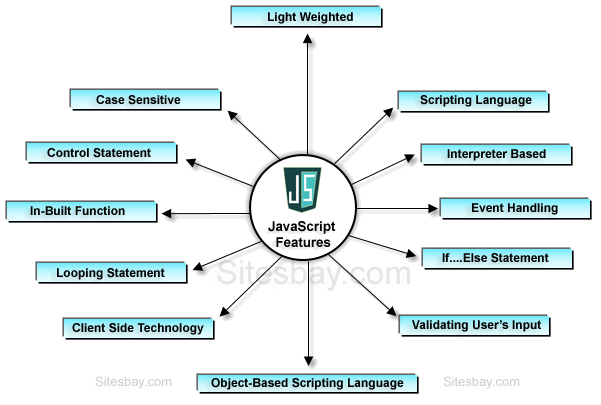 Light Weighted
Case Sensitive
Scripting Language
Control Statement
Interpreter Based
JS
In-Built Function
Event Handling
JavaScript
Features
If....Else Statement
Looping Statement
Sitesbay.com
Client Side Technology
Validating User's Input
Sitesbay.com
Object-Based Scripting Language
Sitesbay.com